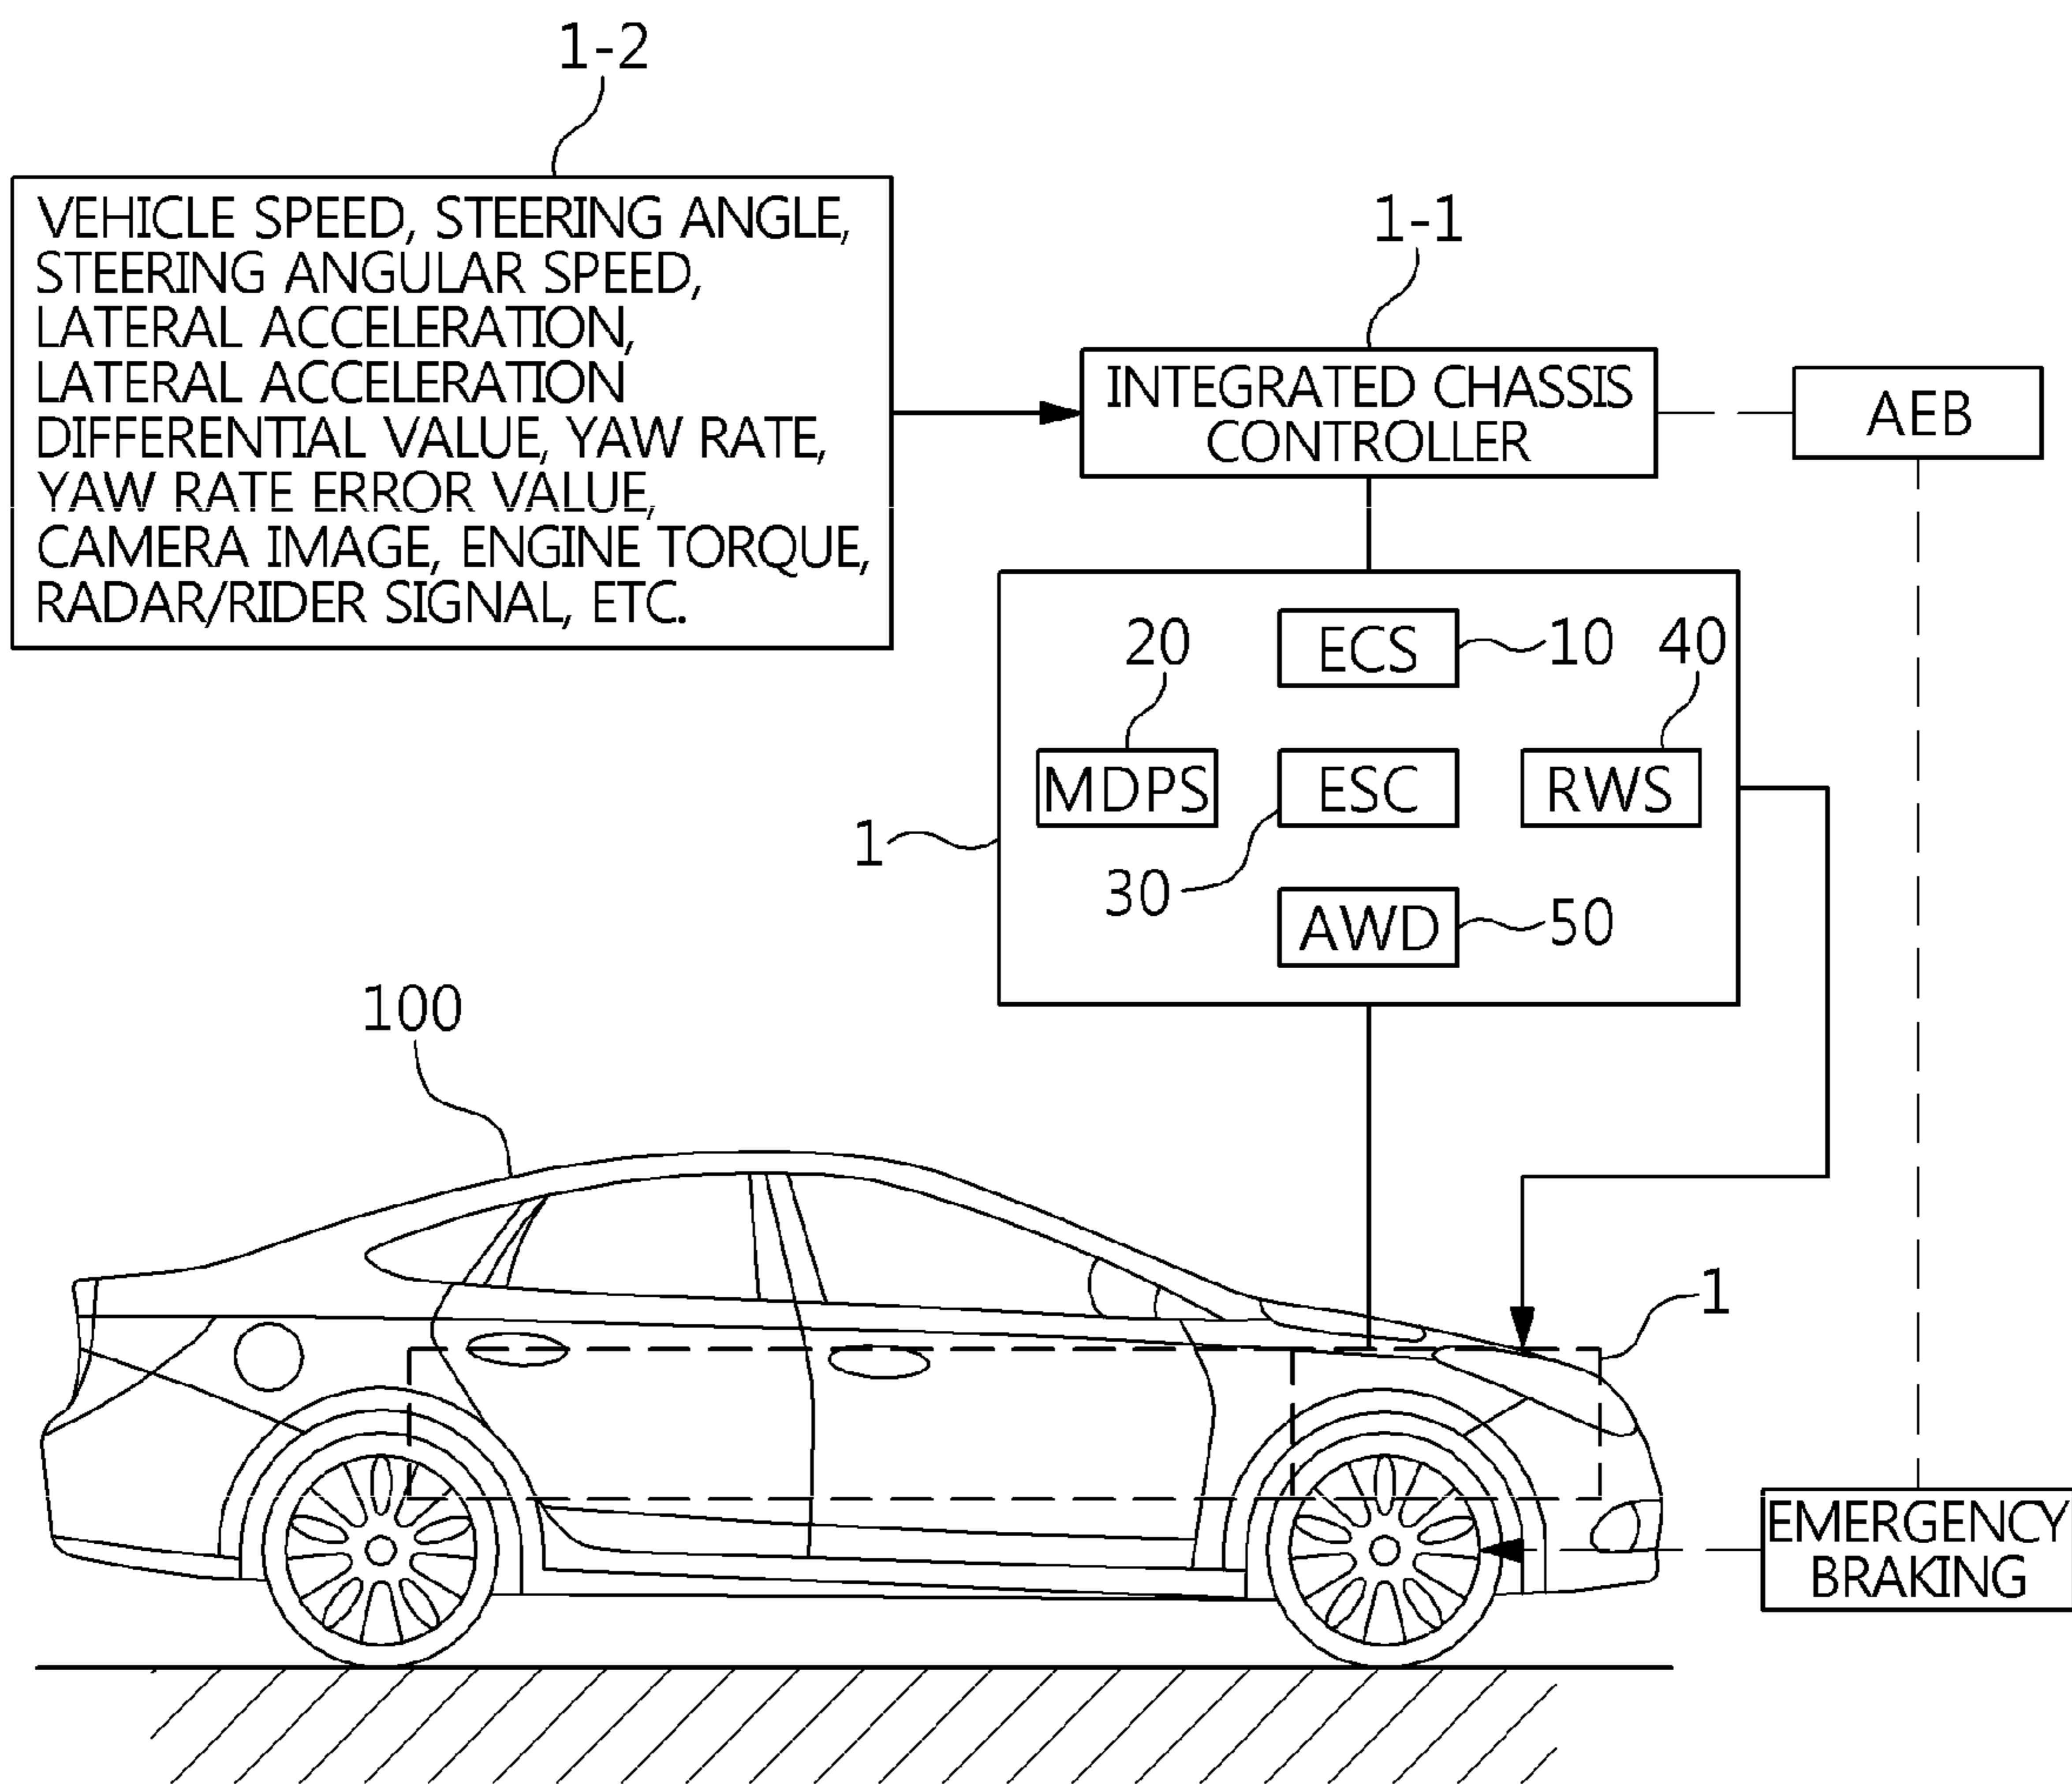 1-2
VEHICLE SPEED, STEERING ANGLE,
STEERING ANGULAR SPEED,
LATERAL ACCELERATION,
LATERAL ACCELERATION
DIFFERENTIAL VALUE, YAW RATE,
YAW RATE ERROR VALUE,
CAMERA IMAGE, ENGINE TORQUE,
RADAR/RIDER SIGNAL, ETC.
1-1
INTEGRATED CHASSIS
CONTROLLER
AEB
20
ECS
10
40
MDPS
ESC
RWS
1
30
AWD
50
100
1
EMERGENCY
BRAKING